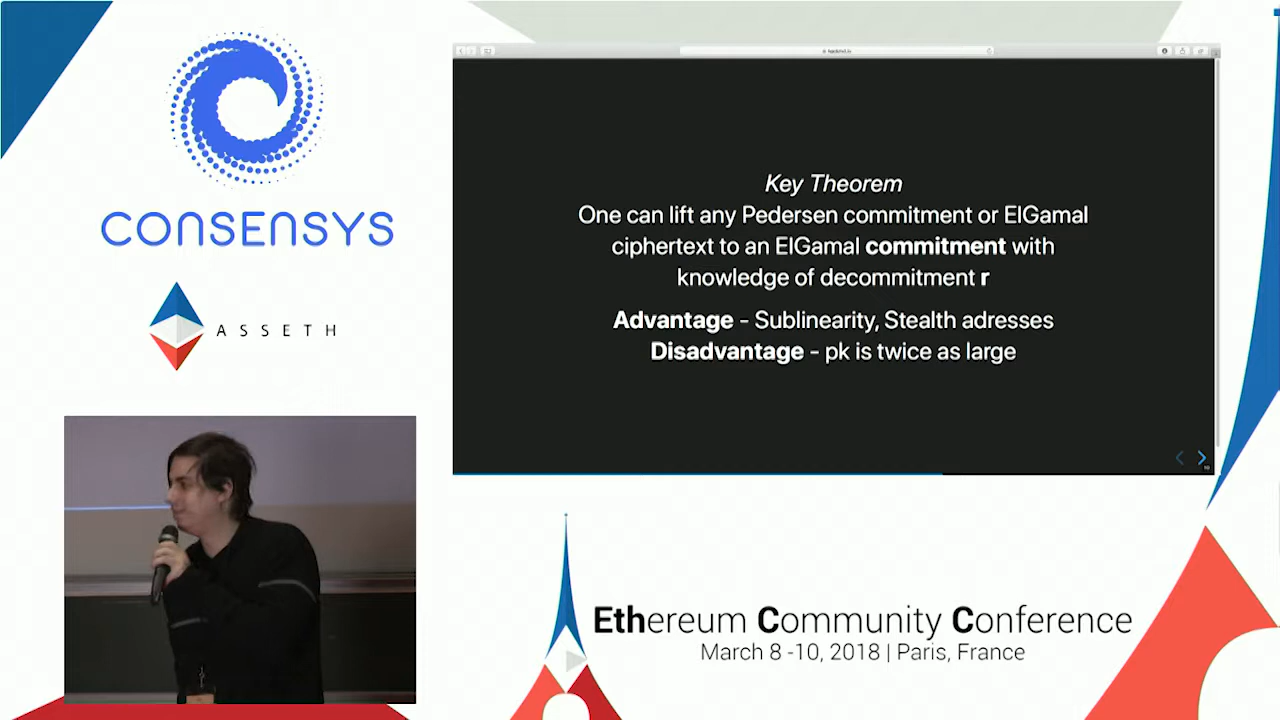 CONSENSYS
ASSETH
Key Theorem
One can lift any Pedersen commitment or ElGamal
ciphertext to an ElGamal commitment with
knowledge of decommitment r
Advantage - Sublinearity, Stealth adresses
Disadvantage - pk is twice as large
Ethereum Community Conference
March 8 -10, 2018 | Paris, France